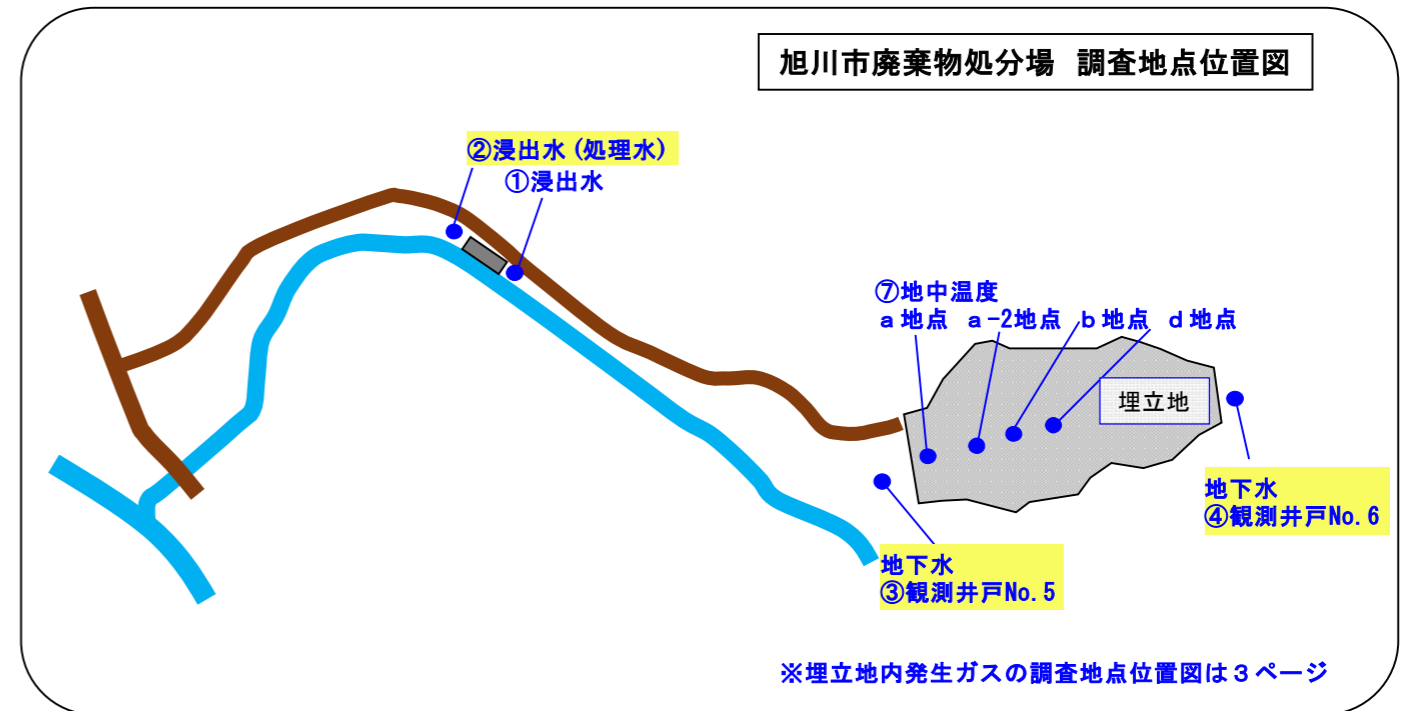 旭川市廃棄物処分場 調査地点位置図
②浸出水(処理水)
①浸出水
⑦地中温度
a地点 a-2地点 b地点 d地点
埋立地
地下水
④観測井戸No.6
地下水
③観測井戸No.5
※埋立地内発生ガスの調査地点位置図は3ページ